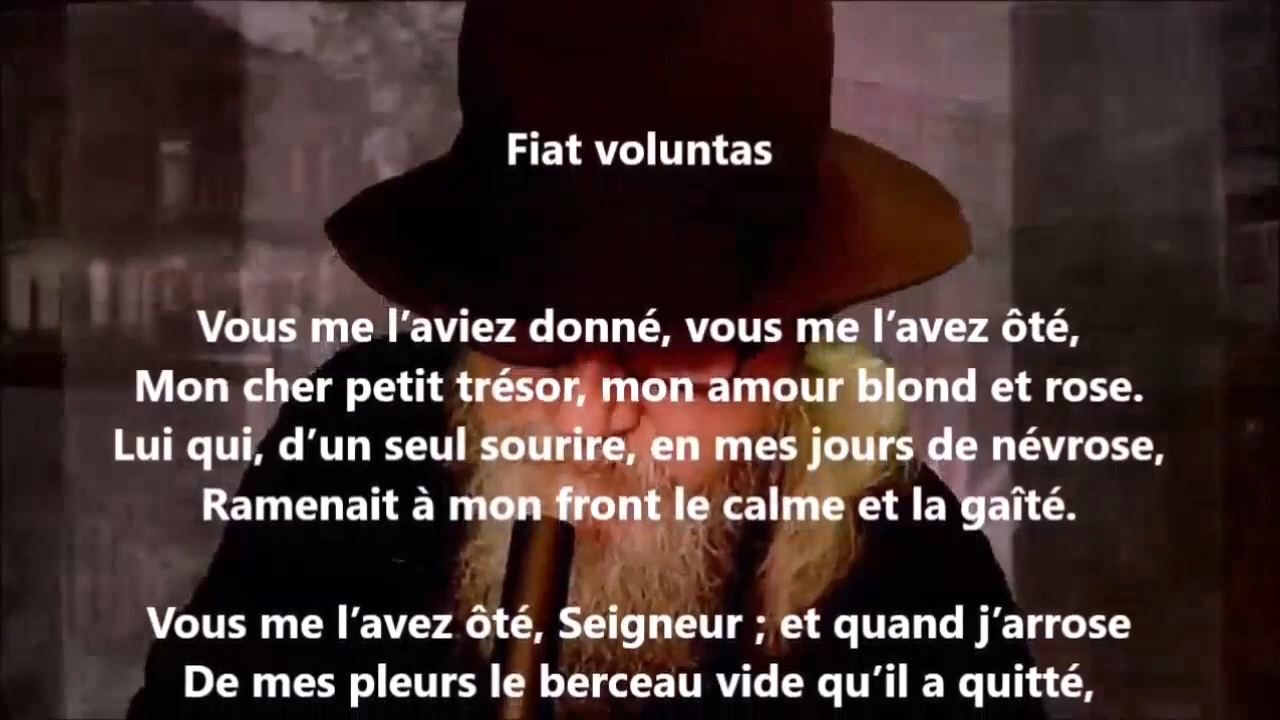 Fiat voluntas
Vous me l’aviez donné, vous me l’avez ôté,
Mon cher petit trésor, mon amour blond et rose.
Lui qui, d’un seul sourire, en mes jours de névrose,
Ramenait à mon front le calme et la gaîté.
Vous me l’avez ôté, Seigneur ; et quand j’arrose
De mes pleurs le berceau vide qu’il a quitté,